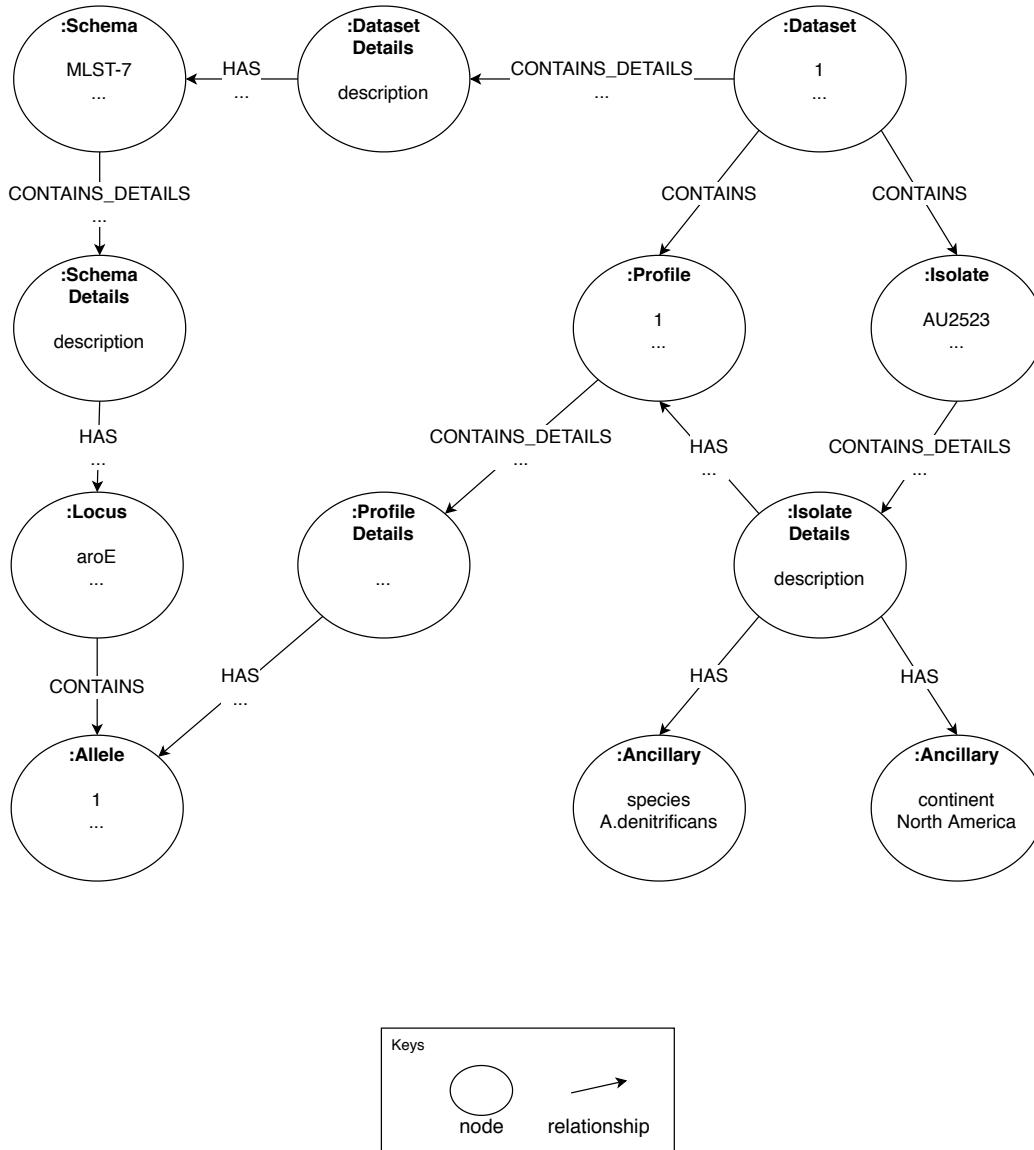 :Schema
MLST-7
...
HAS
...
:Dataset
Details
description
CONTAINS_DETAILS
...
:Dataset
1
...
CONTAINS_DETAILS
...
CONTAINS
CONTAINS
:Schema
Details
description
:Profile
1
...
:Isolate
AU2523
...
HAS
...
CONTAINS_DETAILS
...
HAS
...
CONTAINS_DETAILS
...
:Locus
aroE
...
:Profile
Details
...
:Isolate
Details
description
CONTAINS
HAS
...
HAS
HAS
:Allele
1
...
:Ancillary
species
A.denitrificans
:Ancillary
continent
North America
Keys
node
relationship